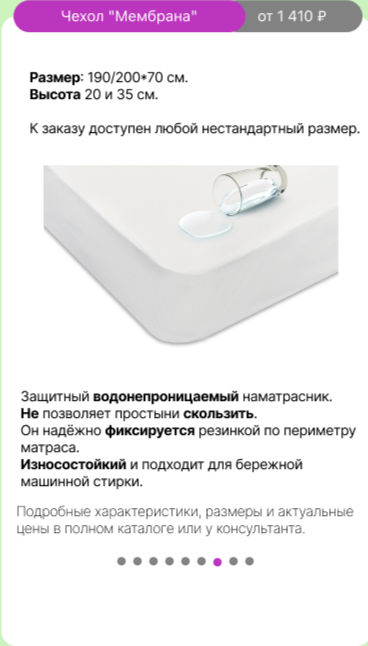 Чехол "Мембрана" от 1 410 ₽
Размер: 190/200*70 см.
Высота 20 и 35 см.
К заказу доступен любой нестандартный размер.
Защитный водонепроницаемый наматрасник.
Не позволяет простыни скользить.
Он надёжно фиксируется резинкой по периметру
матраса.
Износостойкий и подходит для бережной
машинной стирки.
Подробные характеристики, размеры и актуальные
цены в полном каталоге или у консультанта.